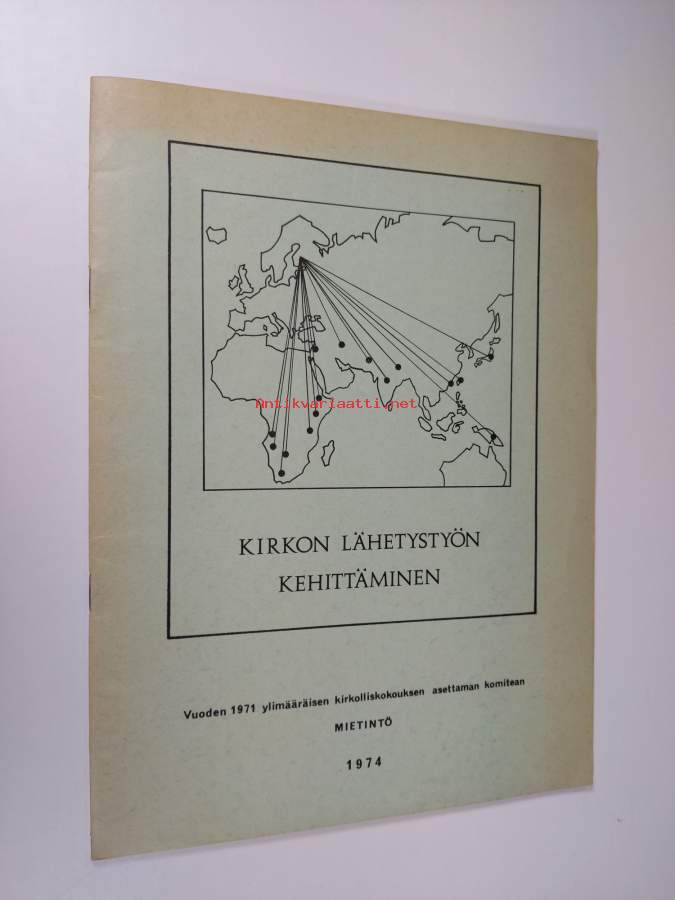 Antikvariaatti.net
KIRKON LÄHETYSTYÖN
KEHITTÄMINEN
Vuoden 1971 ylimääräisen kirkolliskokouksen asettaman komitean
MIETINTÖ
1974